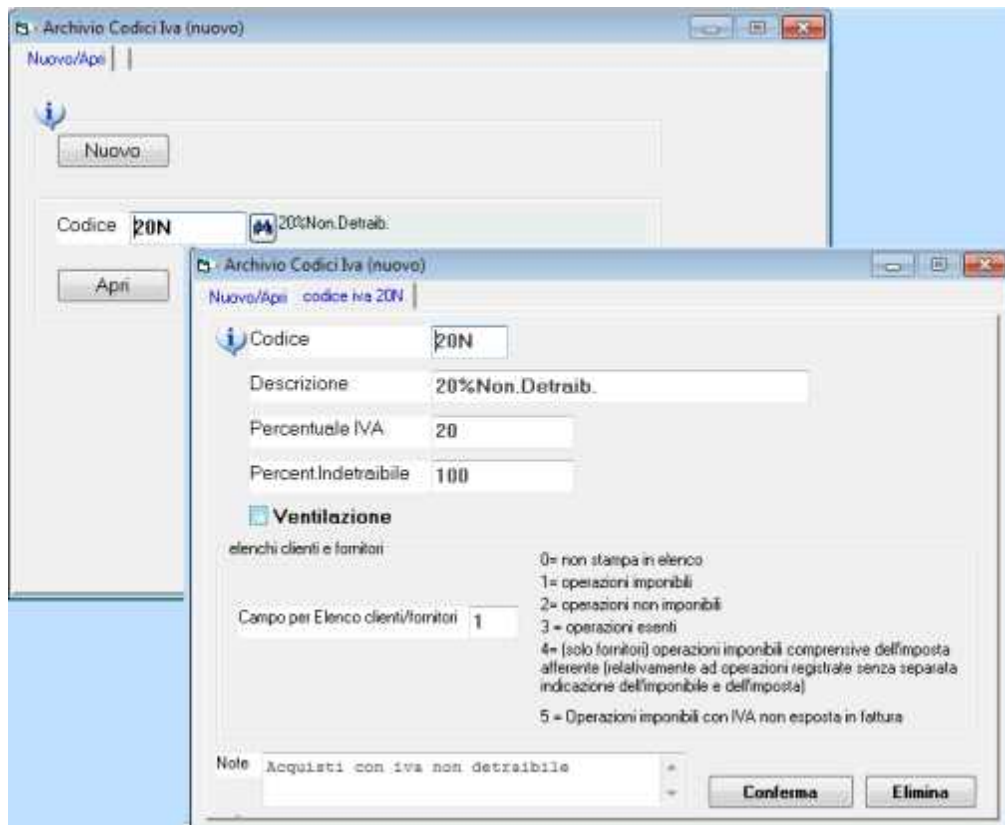 - Archivio Codici Iva (nuovo)
Nuovo/Apri
Nuovo
Codice 20N 20%Non.Detraib.
Apri
- Archivio Codici Iva (nuovo)
Nuovo/Apri codice iva 20N
Codice 20N
Descrizione 20%Non.Detraib.
Percentuale IVA 20
Percent.Indetraibile 100
Ventilazione
elenchi clienti e fornitori
Campo per Elenco clienti/fornitori 1
0= non stampa in elenco
1= operazioni imponibili
2= operazioni non imponibili
3 = operazioni esenti
4= (solo fornitori) operazioni imponibili comprensive dell'imposta
afferente (relativamente ad operazioni registrate senza separata
indicazione dell'imponibile e dell'imposta)
5 = Operazioni imponibili con IVA non esposta in fattura
Note Acquisti con iva non detraibile
Conferma Elimina